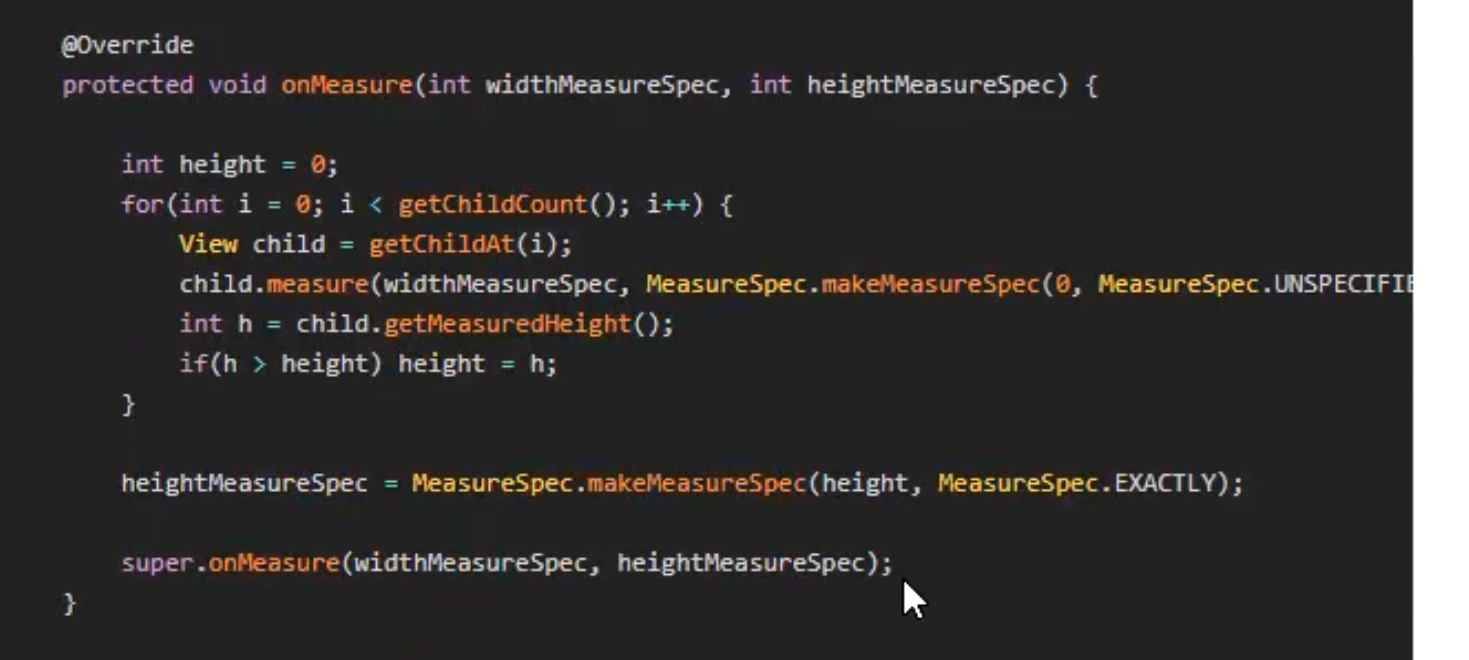 @Override
protected void onMeasure(int widthMeasureSpec, int heightMeasureSpec) {
int height = 0;
for(int i = 0; i < getChildCount(); i++) {
View child = getChildAt(i);
child.measure(widthMeasureSpec, MeasureSpec.makeMeasureSpec(0, MeasureSpec.UNSPECIFIE
int h = child.getMeasuredHeight();
if(h > height) height = h;
}
heightMeasureSpec = MeasureSpec.makeMeasureSpec(height, MeasureSpec.EXACTLY);
super.onMeasure(widthMeasureSpec, heightMeasureSpec);
}